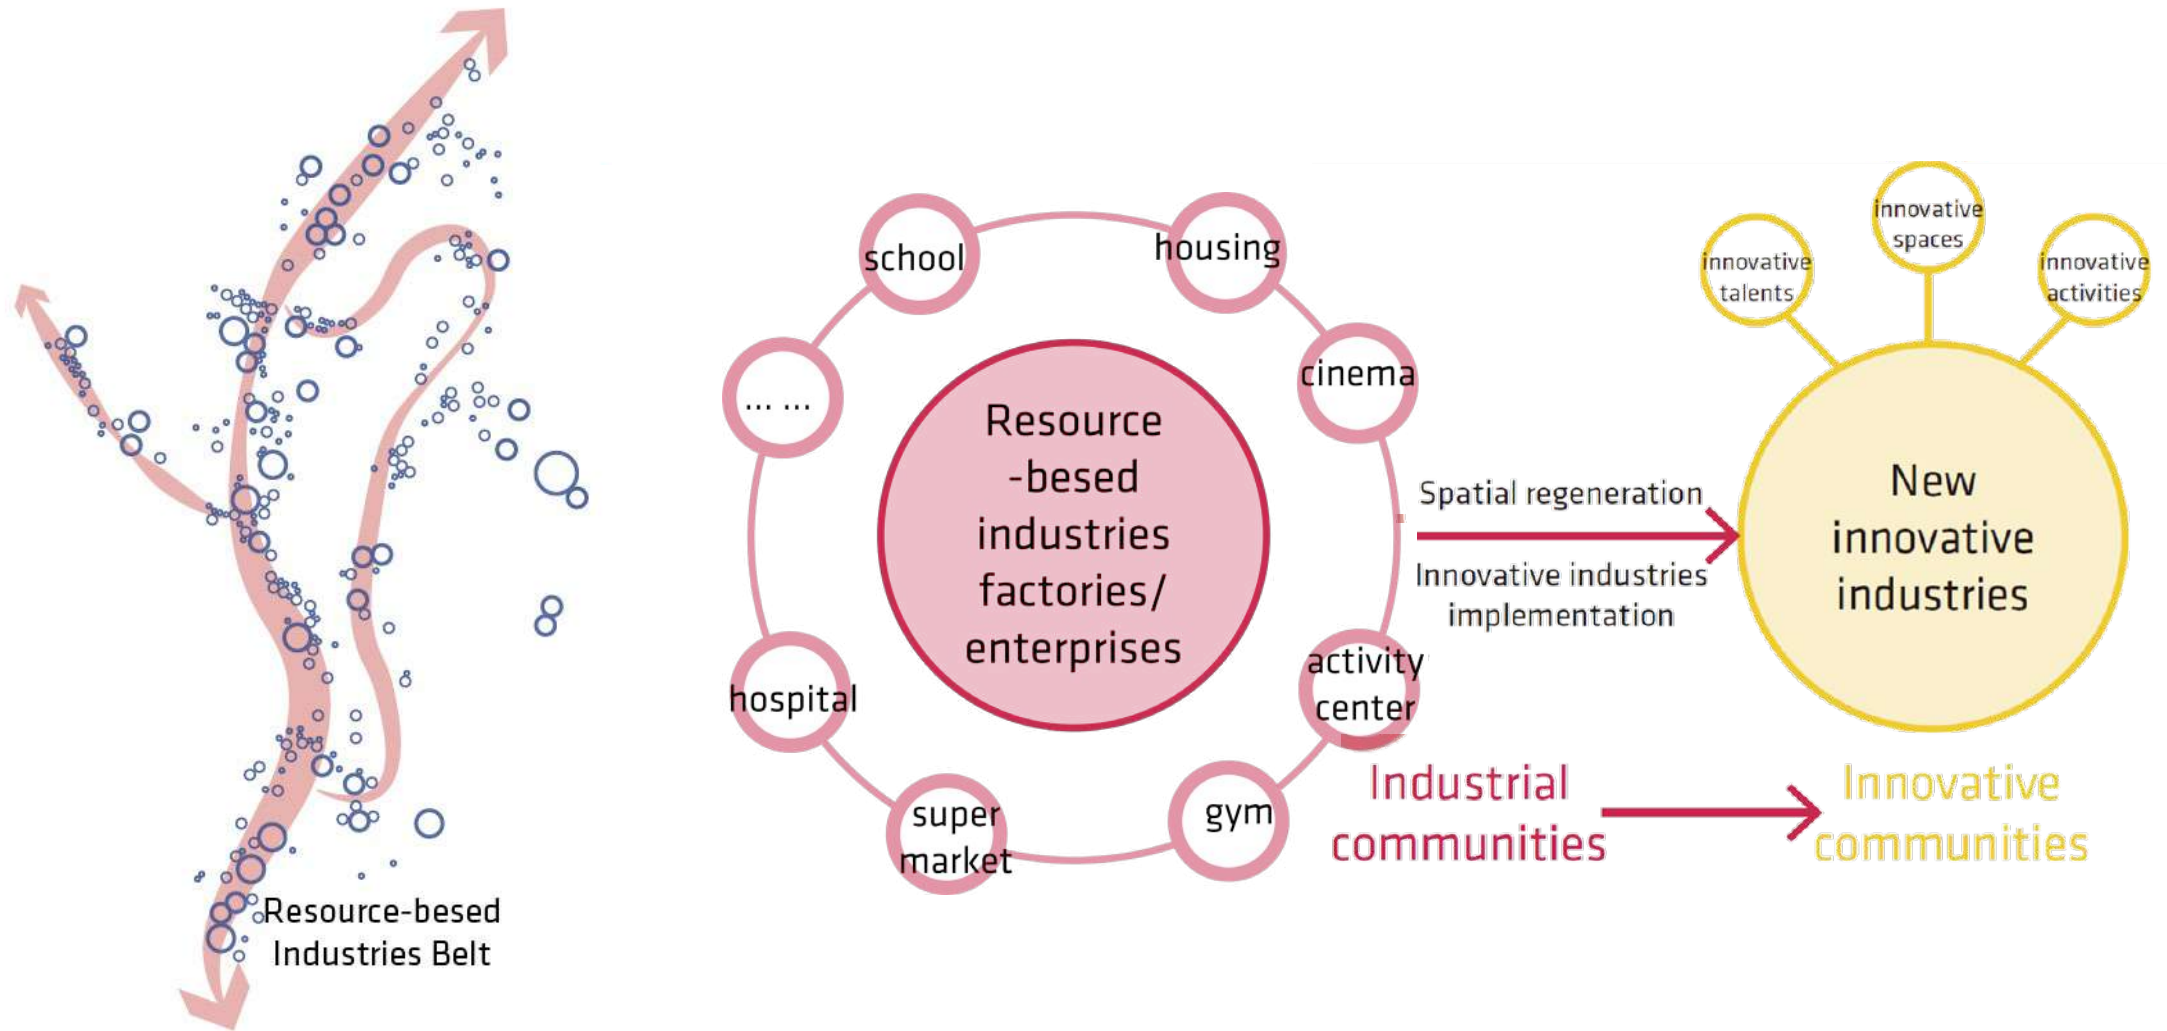 Resource-besed
Industries Belt
school
housing
cinema
... ...
Resource
-besed
industries
factories/
enterprises
hospital
activity
center
super
market
gym
Spatial regeneration
Innovative industries
implementation
Industrial
communities
innovative
talents
innovative
spaces
innovative
activities
New
innovative
industries
Innovative
communities